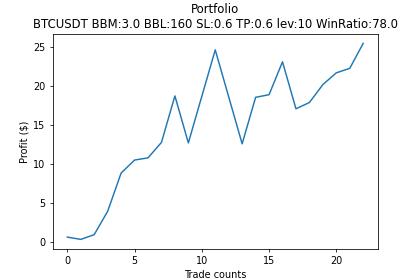 Portfolio
BTCUSDT BBM:3.0 BBL:160 SL:0.6 TP:0.6 lev:10 WinRatio:78.0
25
20
15
10
5
0
Profit ($)
0 5 10 15 20
Trade counts